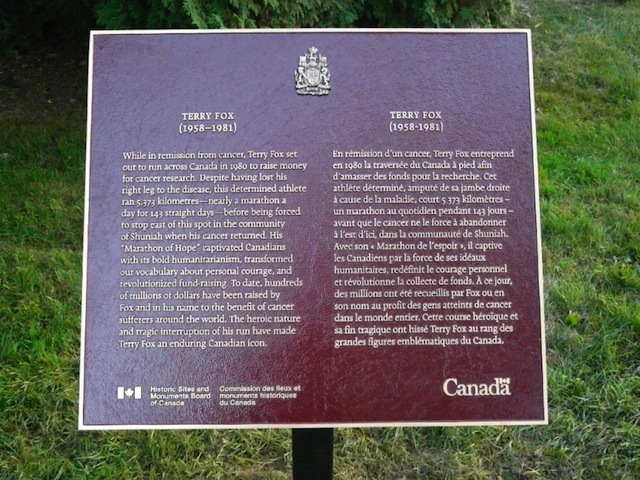 TERRY FOX
(1958–1981)
While in remission from cancer, Terry Fox set
out to run across Canada in 1980 to raise money
for cancer research. Despite having lost his
right leg to the disease, this determined athlete
ran 5,373 kilometres—nearly a marathon a
day for 143 straight days—before being forced
to stop east of this spot in the community
of Shuniah when his cancer returned. His
"Marathon of Hope" captivated Canadians
with its bold humanitarianism, transformed
our vocabulary about personal courage, and
revolutionized fund-raising. To date, hundreds
of millions of dollars have been raised by
Fox and in his name to the benefit of cancer
sufferers around the world. The heroic nature
and tragic interruption of his run have made
Terry Fox an enduring Canadian icon.
TERRY FOX
(1958-1981)
En rémission d'un cancer, Terry Fox entreprend
en 1980 la traversée du Canada à pied afin
d'amasser des fonds pour la recherche. Cet
athlète déterminé, amputé de sa jambe droite
à cause de la maladie, court 5 373 kilomètres –
un marathon au quotidien pendant 143 jours –
avant que le cancer ne le force à abandonner
à l'est d'ici, dans la communauté de Shuniah.
Avec son « Marathon de l'espoir », il captive
les Canadiens par la force de ses idéaux
humanitaires, redéfinit le courage personnel
et révolutionne la collecte de fonds. À ce jour,
des millions ont été recueillis par Fox ou en
son nom au profit des gens atteints de cancer
dans le monde entier. Cette course héroïque et
sa fin tragique ont hissé Terry Fox au rang des
grandes figures emblématiques du Canada.
Historic Sites and
Monuments Board
of Canada
Commission des lieux et
monuments historiques
du Canada
Canada